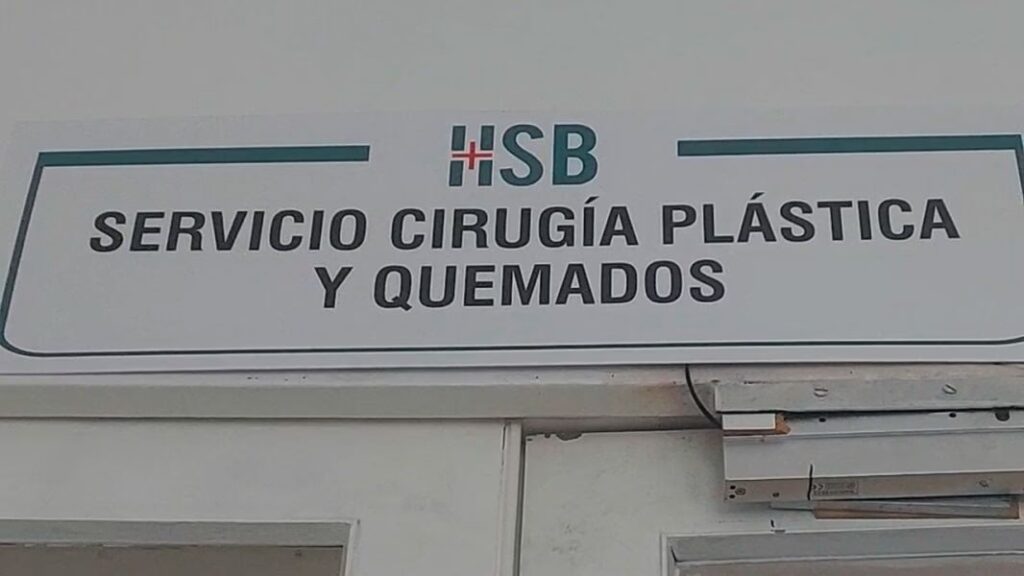 HSB
SERVICIO CIRUGÍA PLÁSTICA
Y QUEMADOS